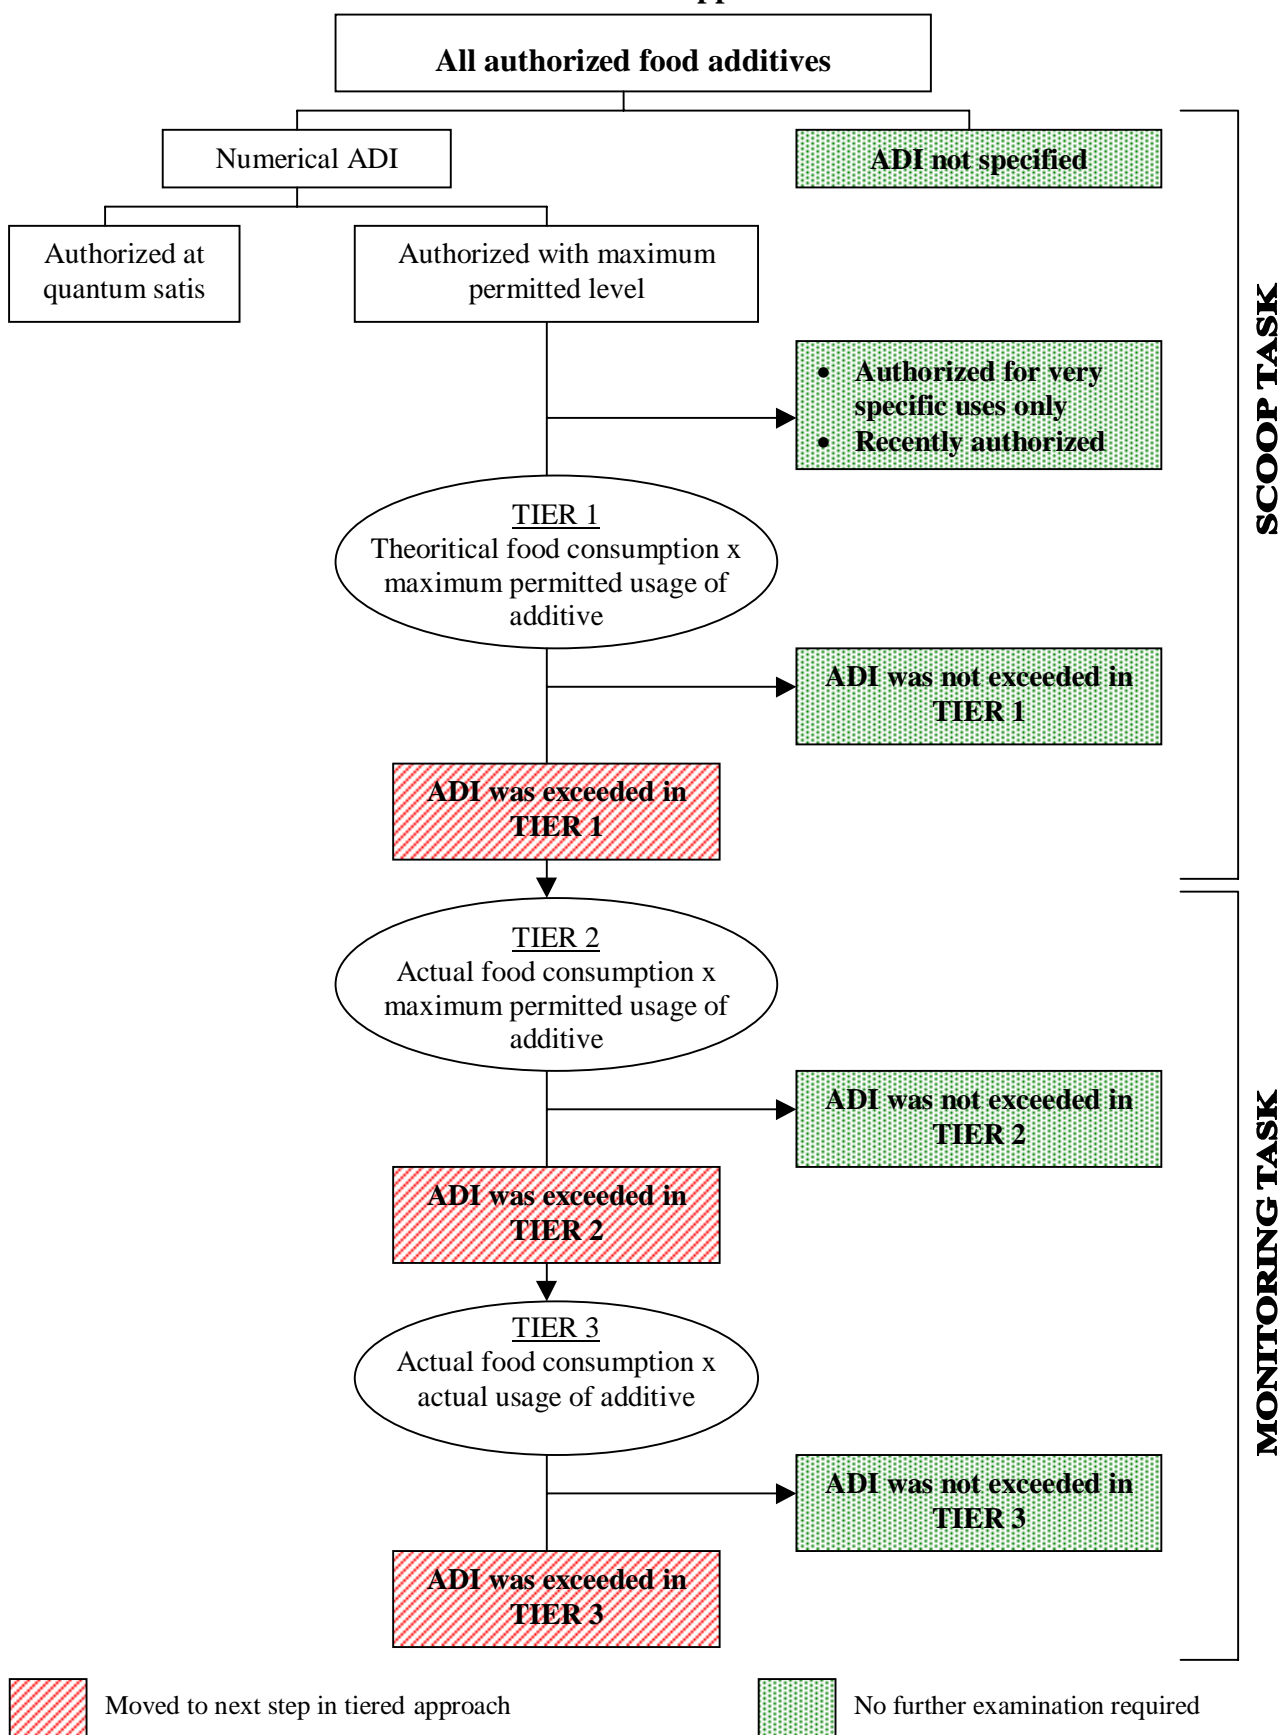 All authorized food additives
Numerical ADI
ADI not specified
Authorized at
quantum satis
Authorized with maximum
permitted level
• Authorized for very
specific uses only
• Recently authorized
SCOOP TASK
TIER 1
Theoritical food consumption x
maximum permitted usage of
additive
ADI was not exceeded in
TIER 1
ADI was exceeded in
TIER 1
TIER 2
Actual food consumption x
maximum permitted usage of
additive
ADI was not exceeded in
TIER 2
ADI was exceeded in
TIER 2
MONITORING TASK
TIER 3
Actual food consumption x
actual usage of additive
ADI was not exceeded in
TIER 3
ADI was exceeded in
TIER 3
Moved to next step in tiered approach
No further examination required